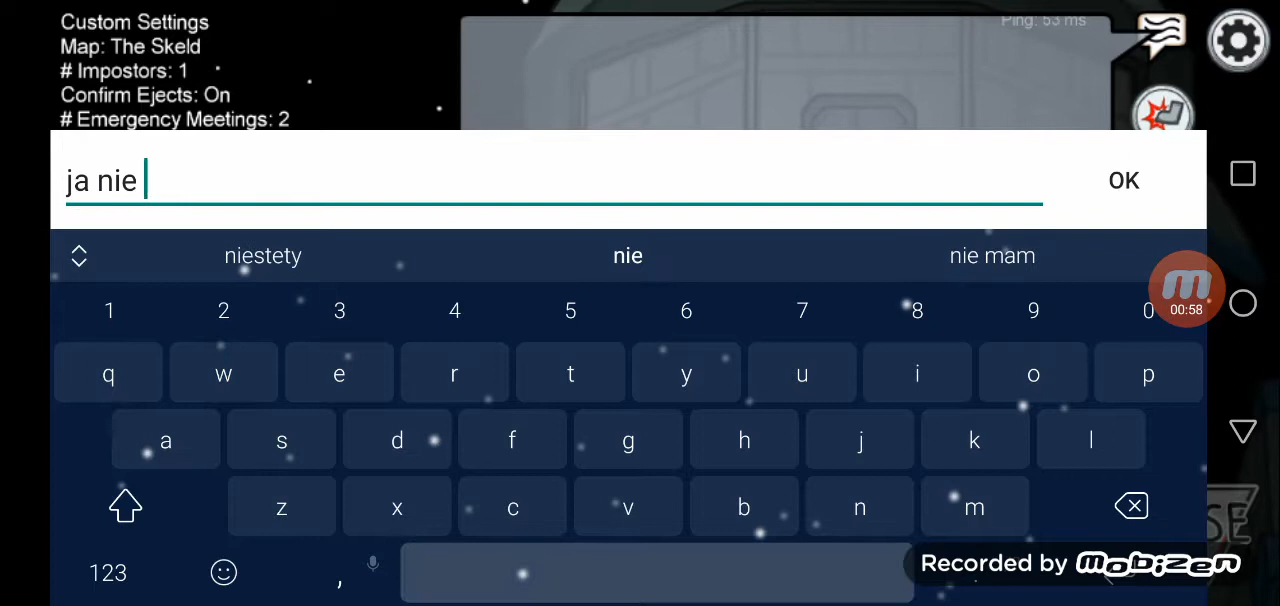 Custom Settings
Map: The Skeld
# Impostors: 1
Confirm Ejects: On
# Emergency Meetings: 2
Ping: 53 ms
ja nie
OK
niestety nie nie mam
1 2 3 4 5 6 7 8 9 0
00:58
q w e r t y u i o p
a s d f g h j k l
z x c v b n m
SE
123 ,
Recorded by mobizen